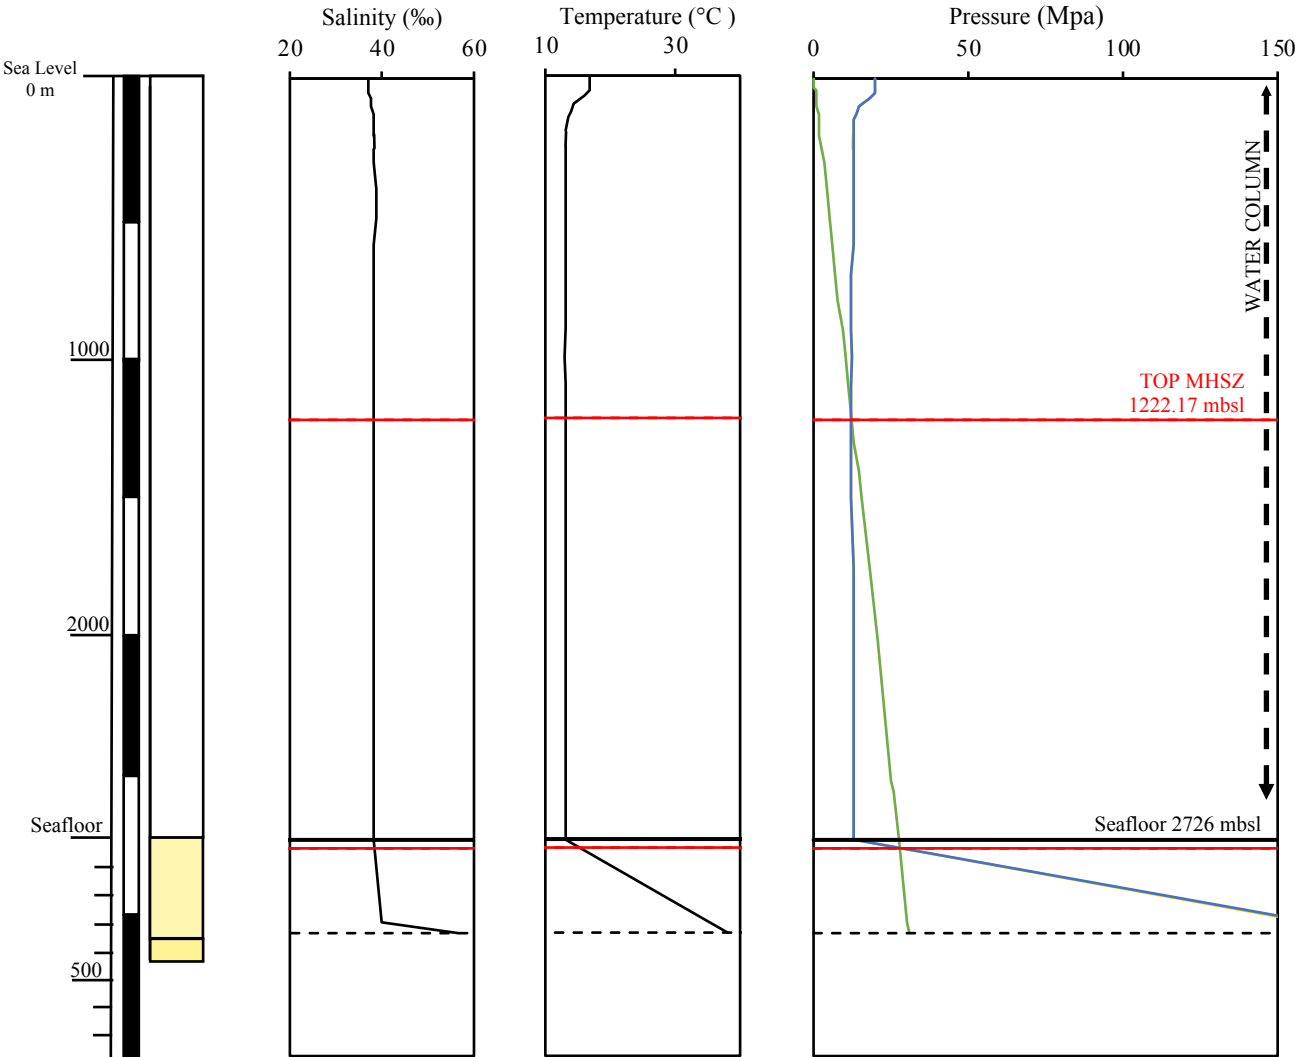 Salinity (‰)
Temperature (°C )
Pressure (Mpa)
20 40 60
10 30
0 50 100 150
Sea Level
0 m
WATER COLUMN
1000
TOP MHSZ
1222.17 mbsl
2000
Seafloor
Seafloor 2726 mbsl
500